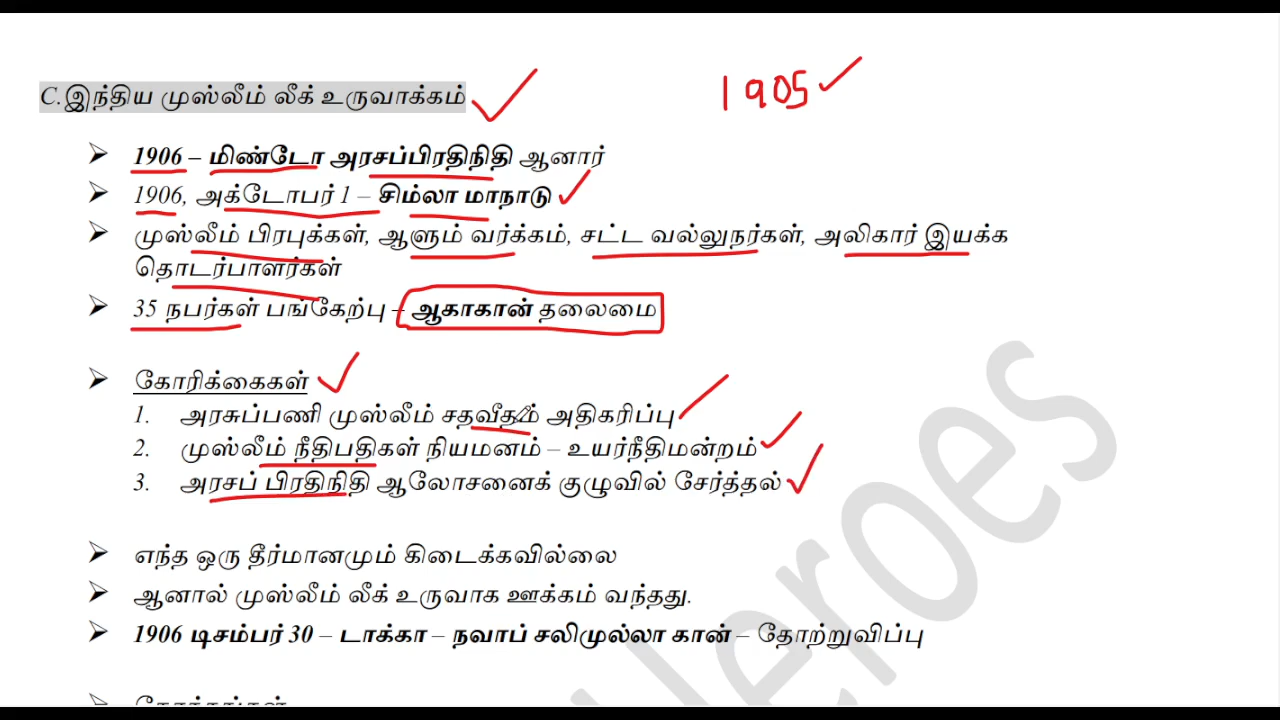 1905
C.இந்திய முஸ்லீம் லீக் உருவாக்கம்
➢ 1906 – மிண்டோ அரசப்பிரதிநிதி ஆனார்
➢ 1906, அக்டோபர் 1 – சிம்லா மாநாடு
➢ முஸ்லீம் பிரபுக்கள், ஆளும் வர்க்கம், சட்ட வல்லுநர்கள், அலிகார் இயக்க
தொடர்பாளர்கள்
➢ 35 நபர்கள் பங்கேற்பு – ஆகாகான் தலைமை
➢ கோரிக்கைகள்
1. அரசுப்பணி முஸ்லீம் சதவீதம் அதிகரிப்பு
2. முஸ்லீம் நீதிபதிகள் நியமனம் – உயர்நீதிமன்றம்
3. அரசப் பிரதிநிதி ஆலோசனைக் குழுவில் சேர்த்தல்
➢ எந்த ஒரு தீர்மானமும் கிடைக்கவில்லை
➢ ஆனால் முஸ்லீம் லீக் உருவாக ஊக்கம் வந்தது.
➢ 1906 டிசம்பர் 30 – டாக்கா – நவாப் சலிமுல்லா கான் – தோற்றுவிப்பு
Heroes